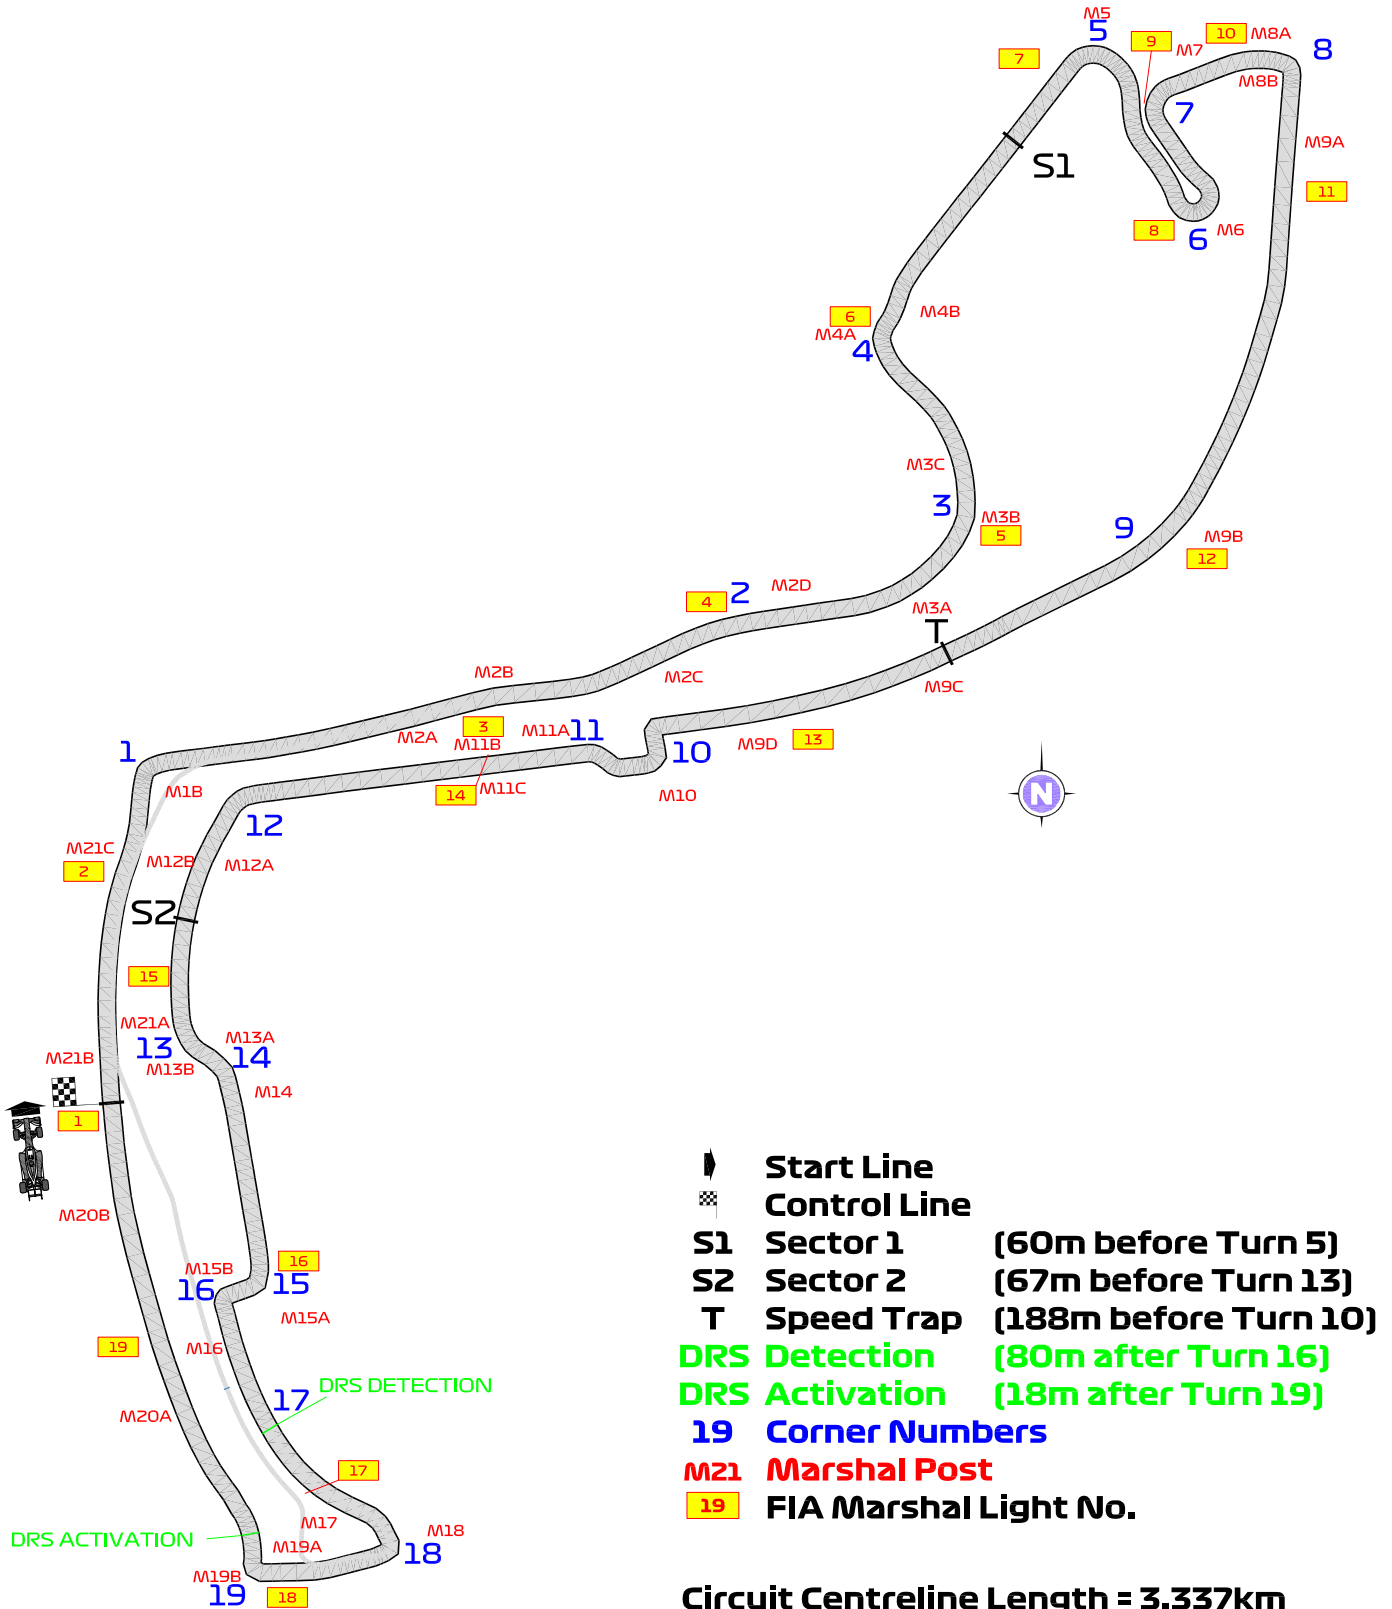 M5
5
10 M8A
9
M7
8
7
M8B
7
M9A
S1
11
8
6
M6
6
M4B
M4A
4
M3C
3
M3B
5
9
M9B
12
M2D
2
4
M3A
T
M2B
M2C
M9C
3
M11A
11
M2A
M9D
13
M11B
1
10
M1B
M11C
14
M10
N
12
M21C
M12B
M12A
2
S2
15
M21A
M13A
13
14
M21B
M13B
M14
1
M20B
16
M15B
15
16
M15A
19
M16
DRS DETECTION
17
M20A
17
M17
M18
DRS ACTIVATION
M19A
18
M19B
19
18
Start Line
Control Line
S1 Sector 1 (60m before Turn 5)
S2 Sector 2 (67m before Turn 13)
T Speed Trap (188m before Turn 10)
DRS Detection (80m after Turn 16)
DRS Activation (18m after Turn 19)
19 Corner Numbers
M21 Marshal Post
19 FIA Marshal Light No.
Circuit Centreline Length = 3.337km